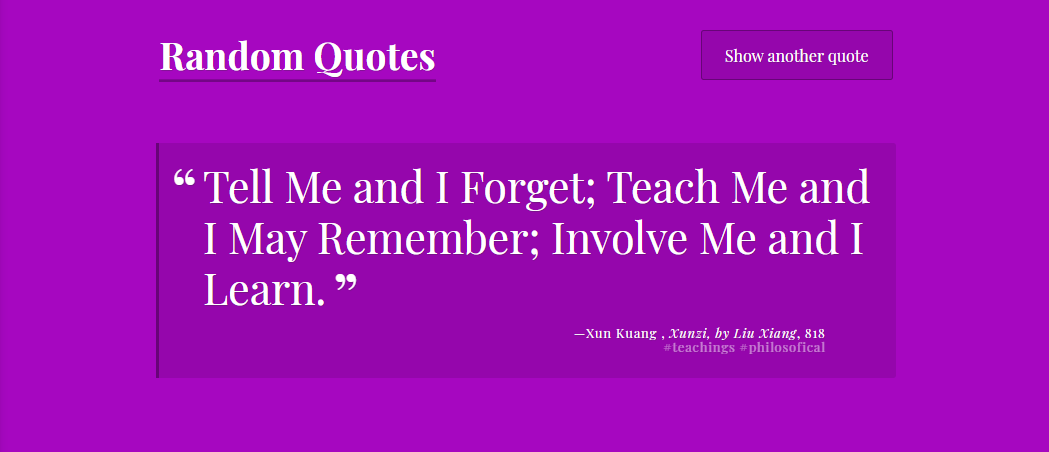 Random Quotes
Show another quote
“ Tell Me and I Forget; Teach Me and
I May Remember; Involve Me and I
Learn. ”
—Xun Kuang , Xunzi, by Liu Xiang, 818
#teachings #philosofical